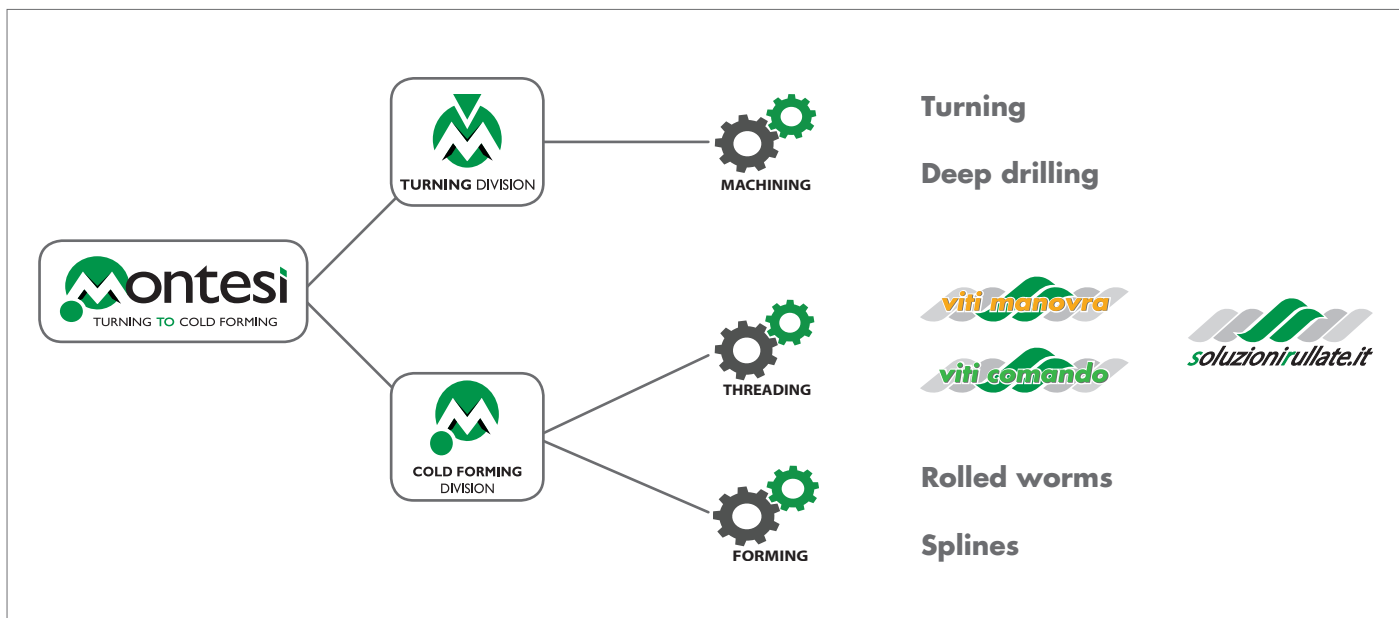 Montesi
TURNING TO COLD FORMING
TURNING DIVISION
COLD FORMING
DIVISION
MACHINING
Turning
Deep drilling
THREADING
viti manovra
viti comando
soluzionirullate.it
FORMING
Rolled worms
Splines